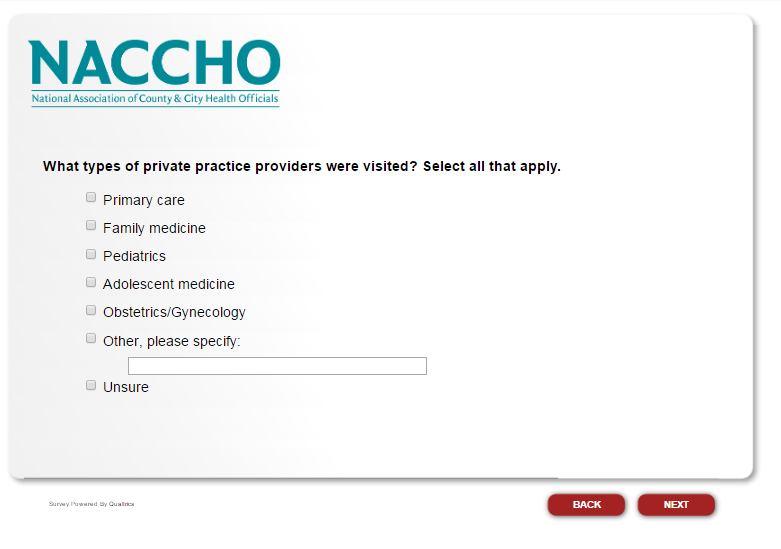 NACCHO
National Association of County & City Health Officials
What types of private practice providers were visited? Select all that apply.
Primary care
Family medicine
Pediatrics
Adolescent medicine
Obstetrics/Gynecology
Other, please specify:
Unsure
Survey Powered By Qualtrics
BACK
NEXT